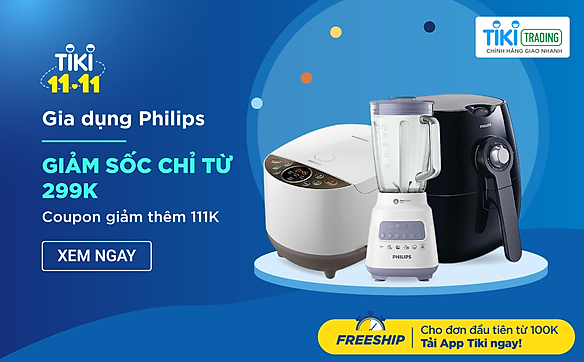 TIKI
11.11
TIKI TRADING
CHÍNH HÃNG GIAO NHANH
Gia dụng Philips
GIẢM SỐC CHỈ TỪ
299K
Coupon giảm thêm 111K
XEM NGAY
PHILIPS
PHILIPS
FREESHIP
Cho đơn đầu tiên từ 100K
Tải App Tiki ngay!